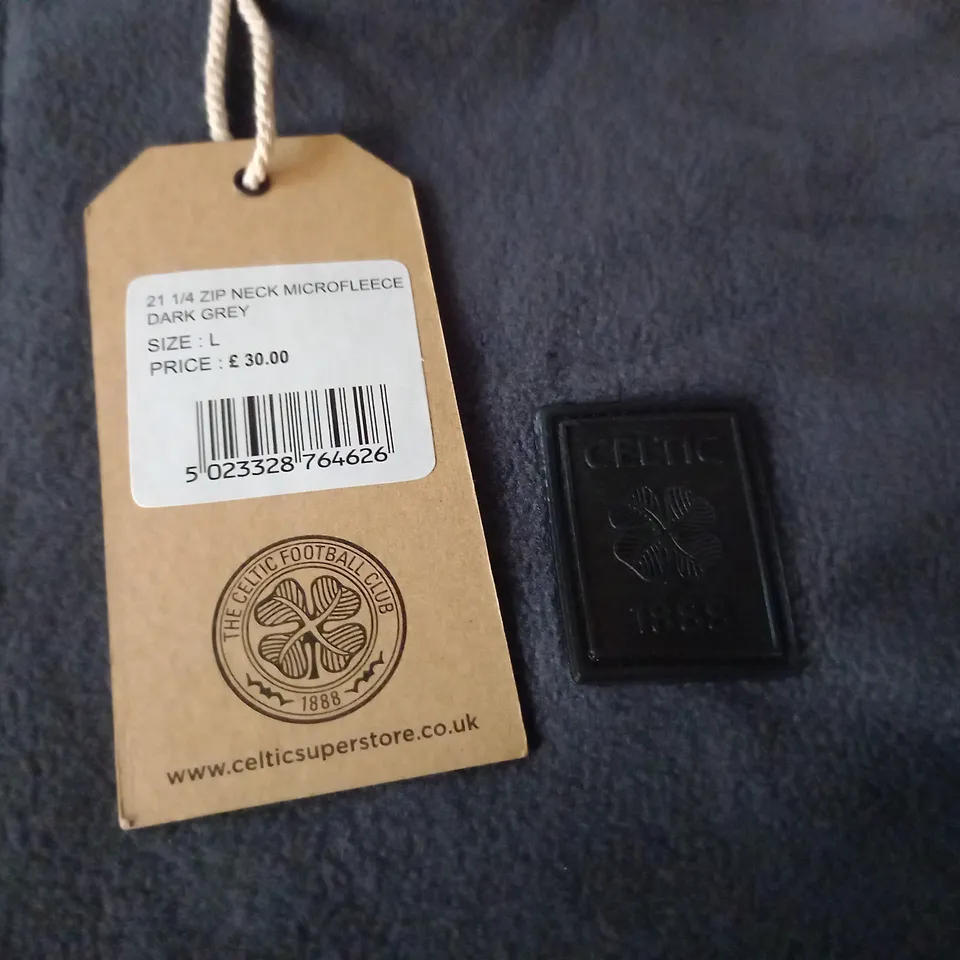 21 1/4 ZIP NECK MICROFLEECE
DARK GREY
SIZE : L
PRICE : £ 30.00
5 023328 764626
THE CELTIC FOOTBALL CLUB
1888
www.celticsuperstore.co.uk
CELTIC
1888